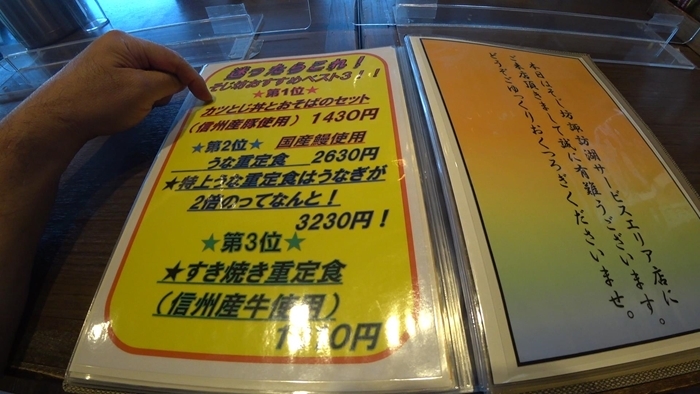 迷ったらこれ!
そじ坊おすすめベスト3!!
★第1位★
カツとじ丼とおそばのセット
(信州産豚使用) 1430円
★第2位★ 国産鰻使用
うな重定食 2630円
★特上うな重定食はうなぎが
2倍のってなんと!
3230円!
★第3位★
★すき焼き重定食
(信州産牛使用)
本日はそじ坊諏訪湖サービスエリア店に
ご来店頂きまして誠に有難うございます。
どうぞごゆっくりおくつろぎくださいませ。